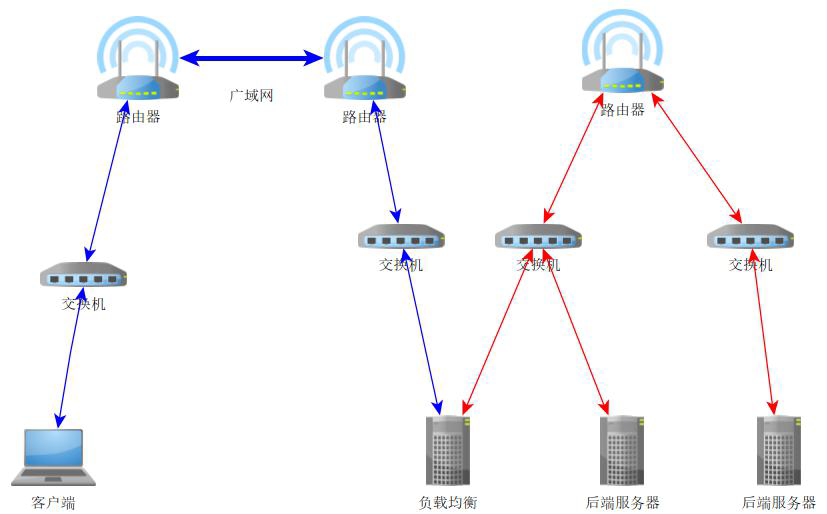 广域网
路由器
路由器
路由器
交换机
交换机
交换机
交换机
客户端
负载均衡
后端服务器
后端服务器